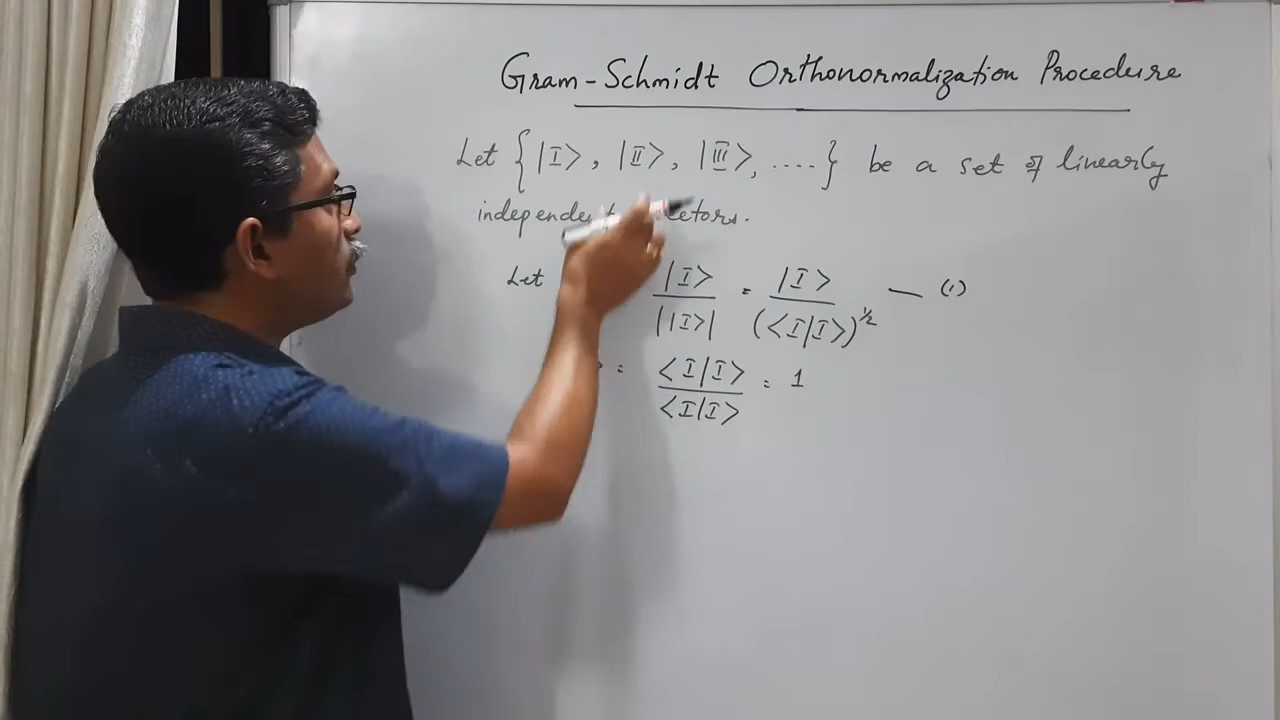 Gram-Schmidt Orthonormalization Procedure
Let {|I>, |II>, |III>, ....} be a set of linearly
independent vectors.
Let |I>/||I>| = |I>/(<I|I>)^½ — (1)
> = <I|I>/<I|I> = 1